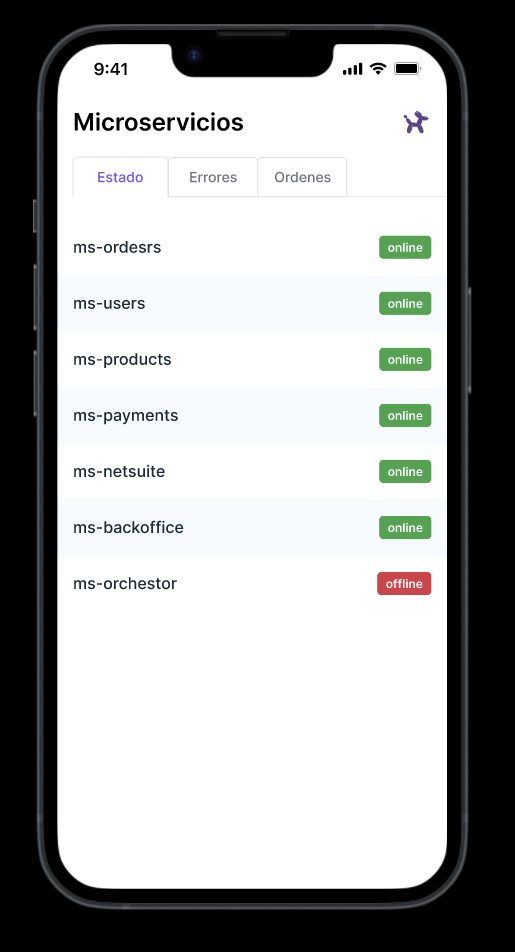 9:41
Microservicios
Estado Errores Ordenes
ms-ordesrs online
ms-users online
ms-products online
ms-payments online
ms-netsuite online
ms-backoffice online
ms-orchestor offline